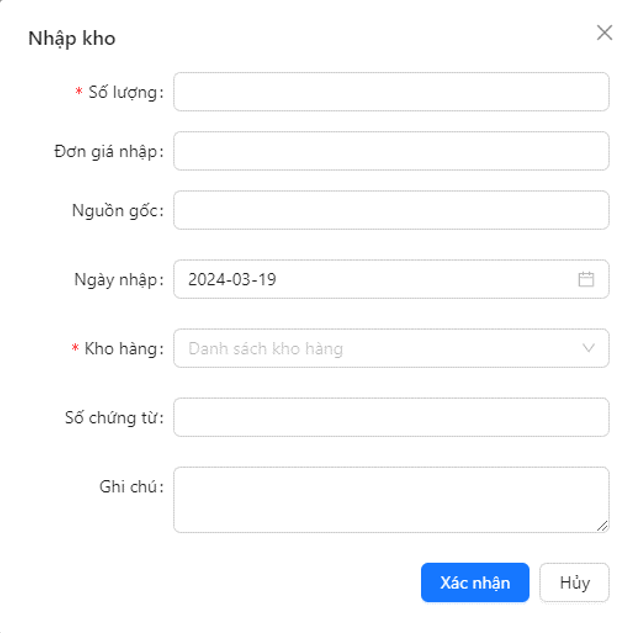 Nhập kho
* Số lượng:
Đơn giá nhập:
Nguồn gốc:
Ngày nhập: 2024-03-19
* Kho hàng: Danh sách kho hàng
Số chứng từ:
Ghi chú:
Xác nhận Hủy